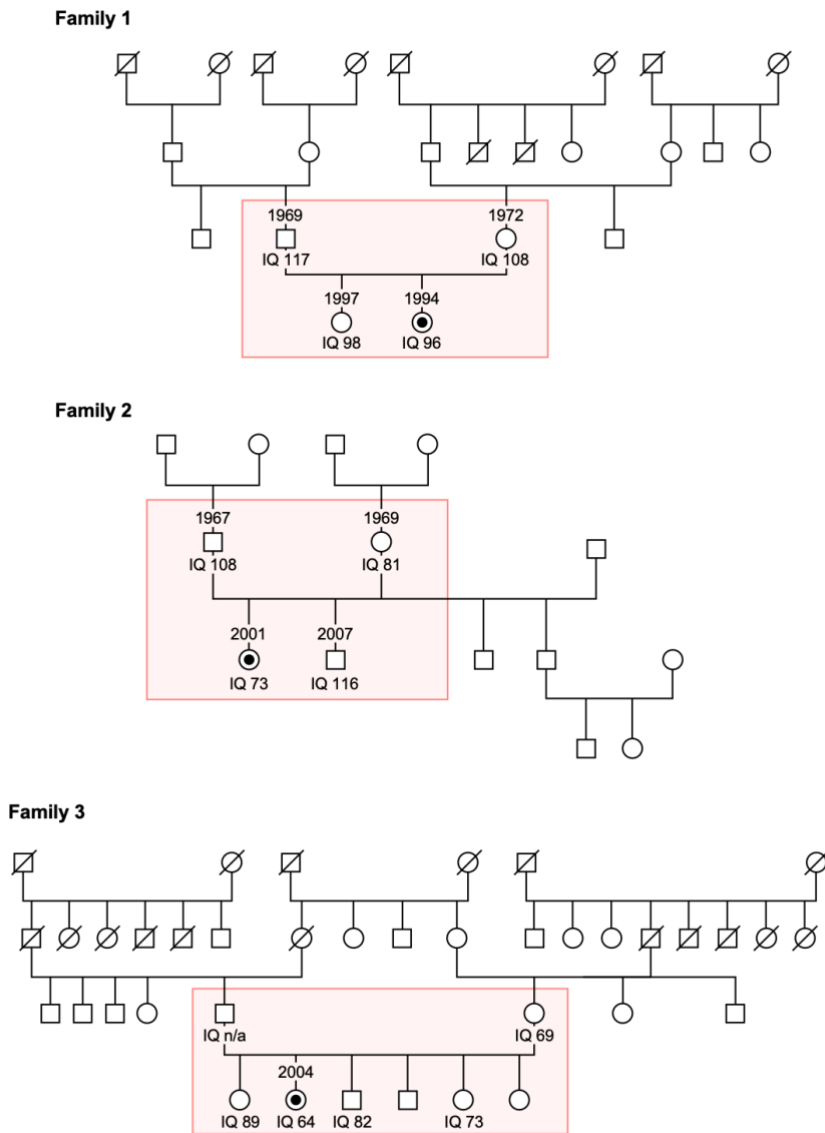 Family 1
1969 1972
IQ 117 IQ 108
1997 1994
IQ 98 IQ 96
Family 2
1967 1969
IQ 108 IQ 81
2001 2007
IQ 73 IQ 116
Family 3
IQ n/a IQ 69
2004
IQ 89 IQ 64 IQ 82 IQ 73